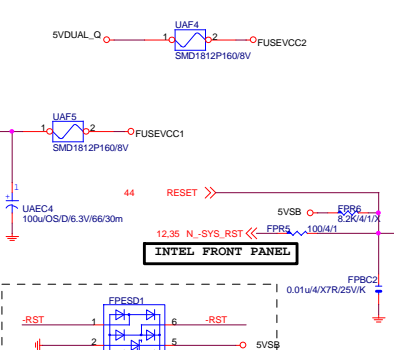 UAF4
5VDUAL_Q
1
2
FUSEVCC2
SMD1812P160/8V
UAF5
1
2
FUSEVCC1
SMD1812P160/8V
1
+
UAEC4
100u/OS/D/6.3V/66/30m
44
RESET
5VSB
FPR6
8.2K/4/1/X
12,35
N_-SYS_RST
FPR5
100/4/1
INTEL FRONT PANEL
FPBC2
0.01u/4/X7R/25V/K
FPESD1
-RST
1
6
-RST
2
5
5VSB